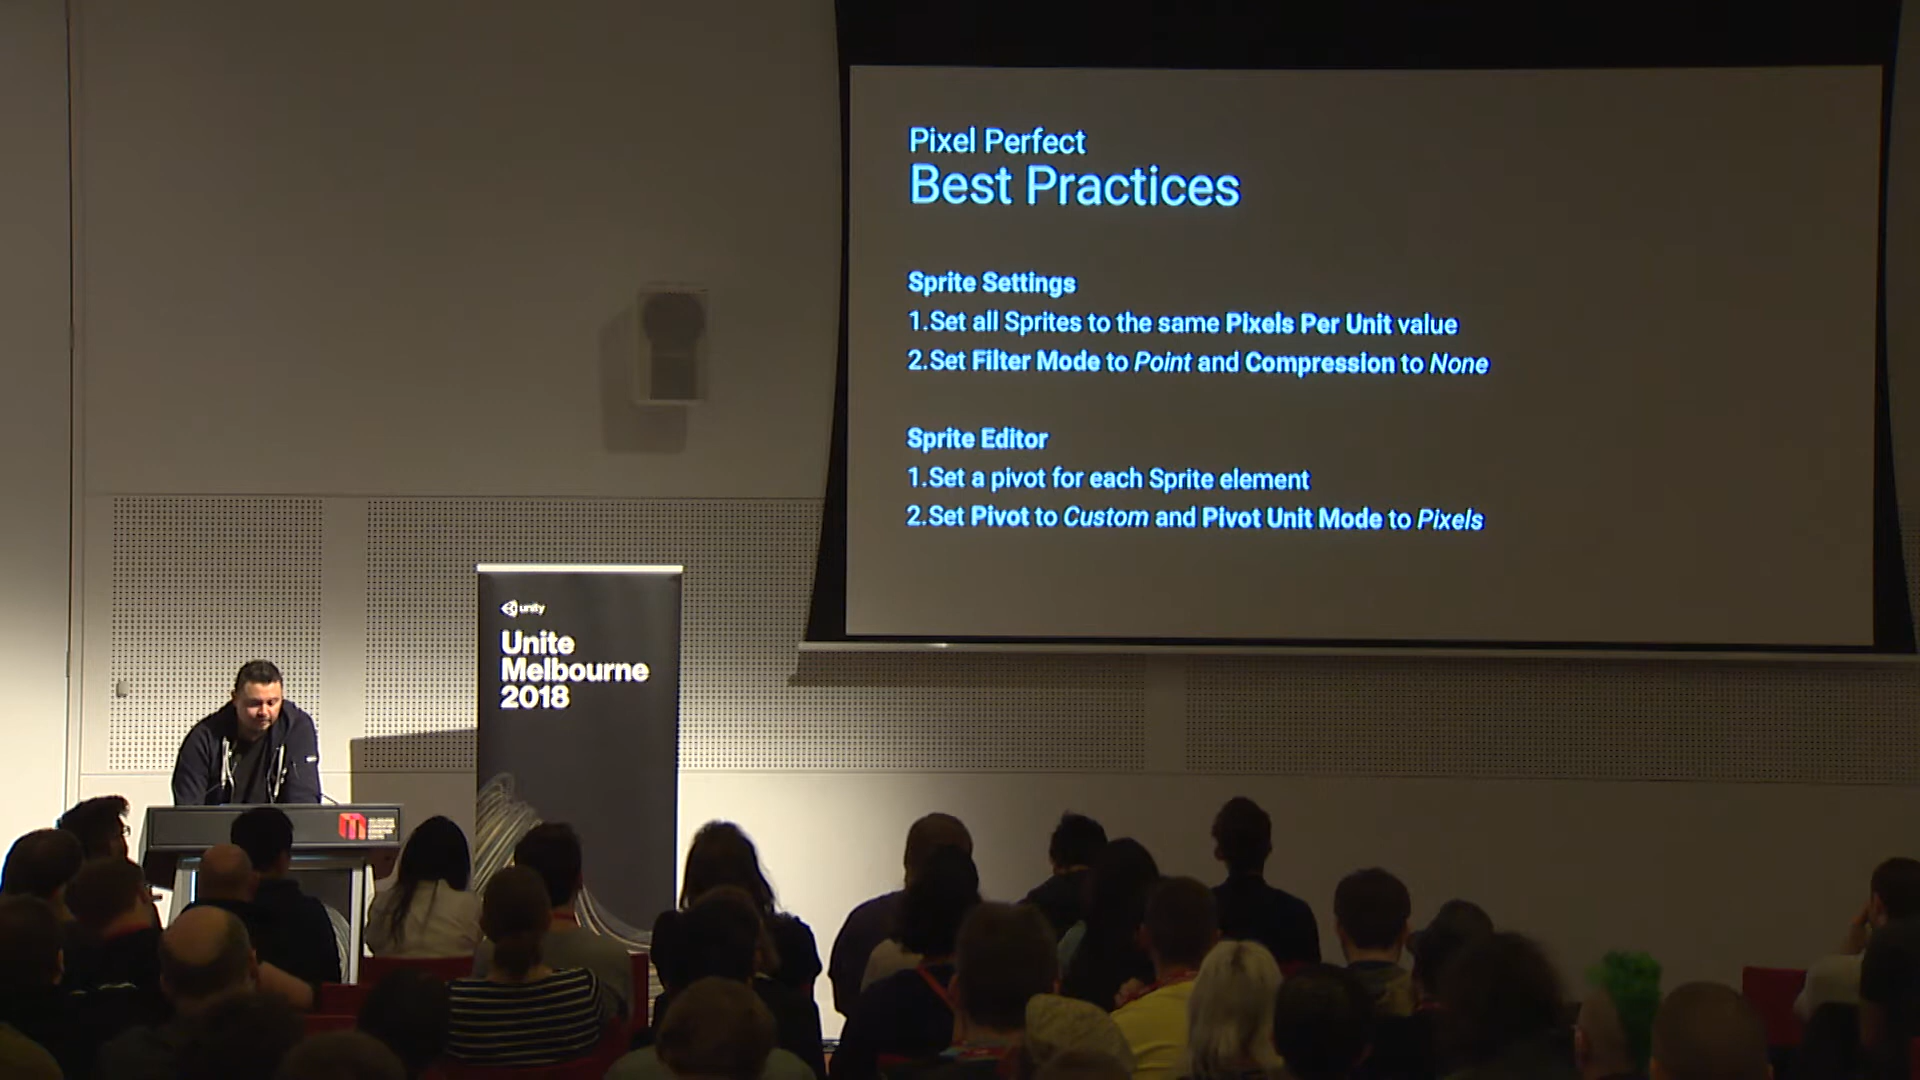 Pixel Perfect
Best Practices
Sprite Settings
1.Set all Sprites to the same Pixels Per Unit value
2.Set Filter Mode to Point and Compression to None
Sprite Editor
1.Set a pivot for each Sprite element
2.Set Pivot to Custom and Pivot Unit Mode to Pixels
unity
Unite
Melbourne
2018